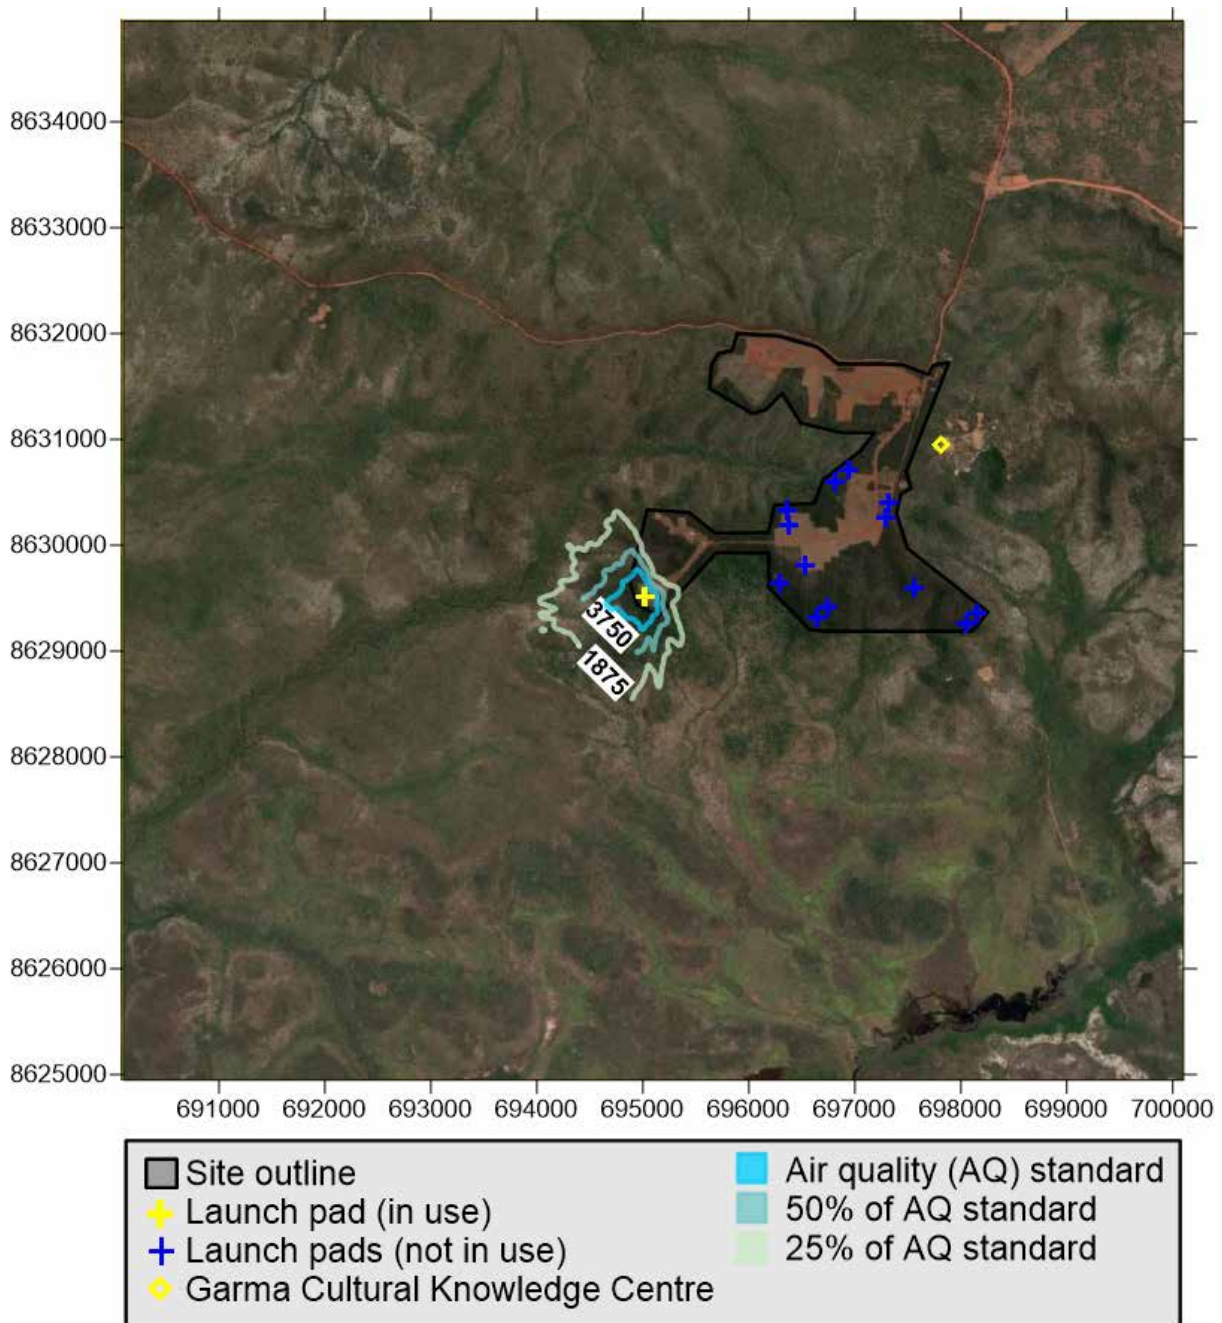 8634000
8633000
8632000
8631000
8630000
8629000
8628000
8627000
8626000
8625000
3750
1875
691000 692000 693000 694000 695000 696000 697000 698000 699000 700000
Site outline
Launch pad (in use)
Launch pads (not in use)
Garma Cultural Knowledge Centre
Air quality (AQ) standard
50% of AQ standard
25% of AQ standard